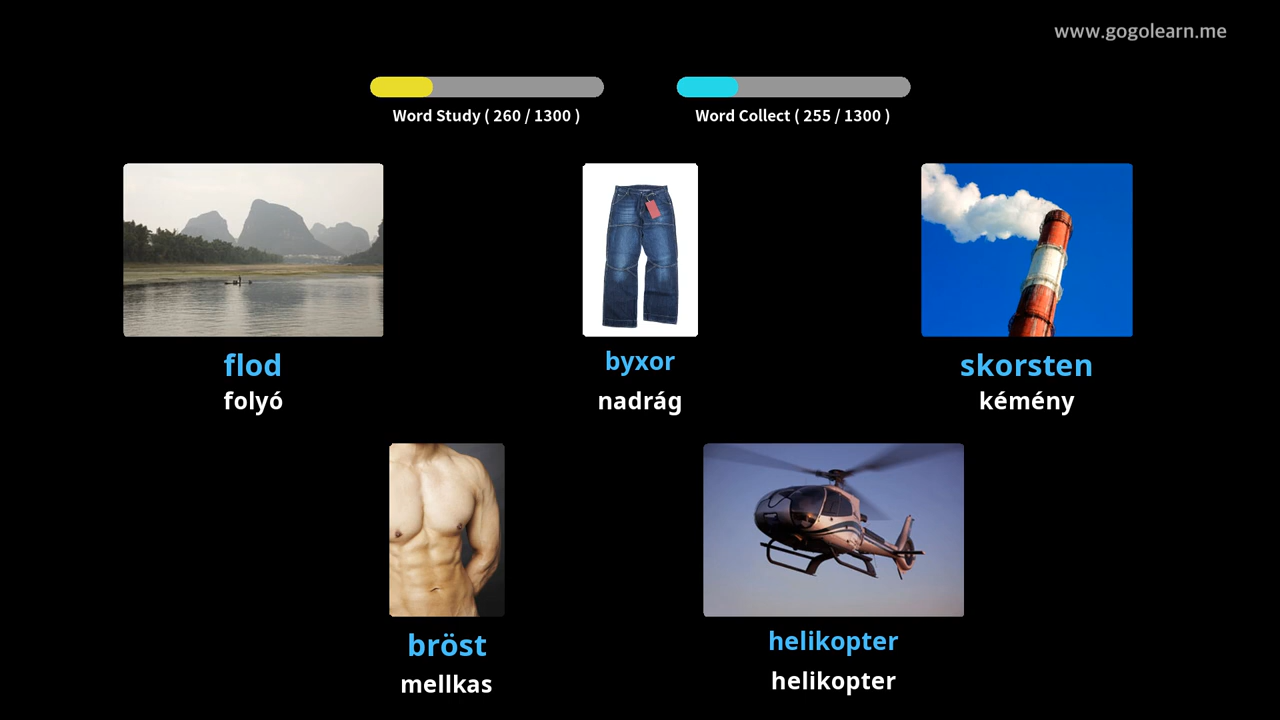 www.gogolearn.me
Word Study ( 260 / 1300 )
Word Collect ( 255 / 1300 )
flod
folyó
byxor
nadrág
skorsten
kémény
bröst
mellkas
helikopter
helikopter